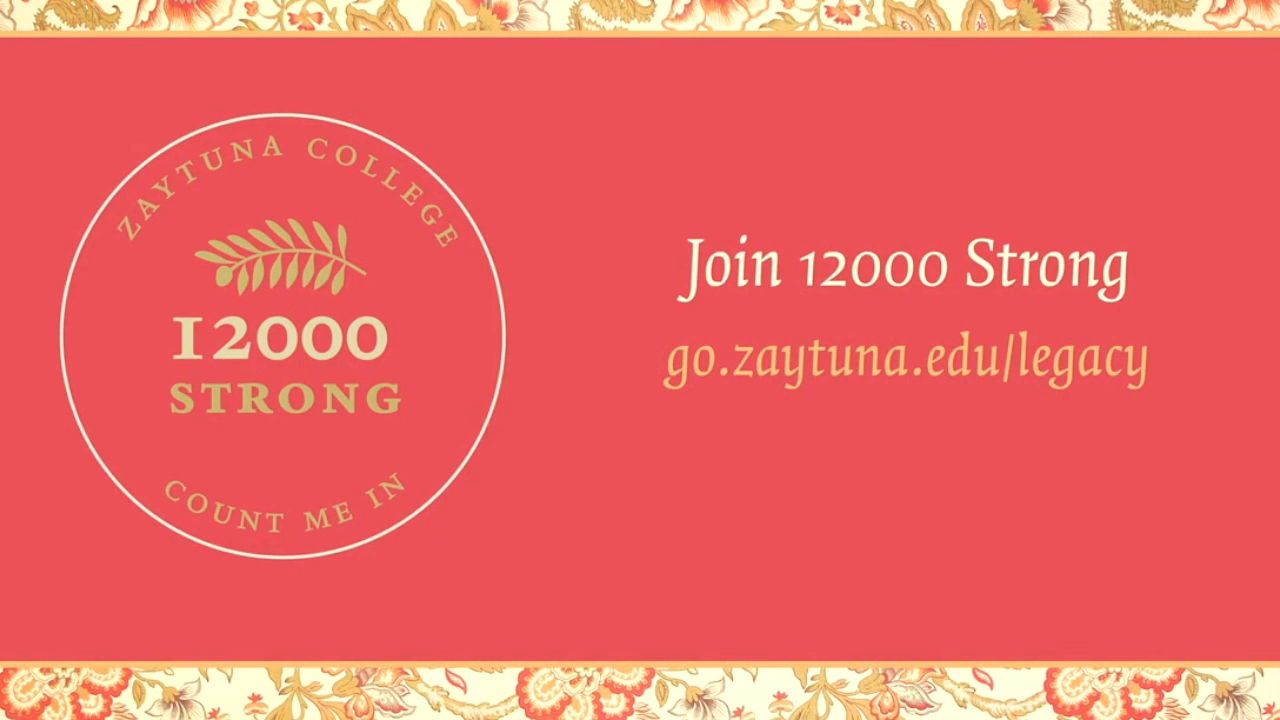 ZAYTUNA COLLEGE
12000
STRONG
COUNT ME IN
Join 12000 Strong
go.zaytuna.edu/legacy